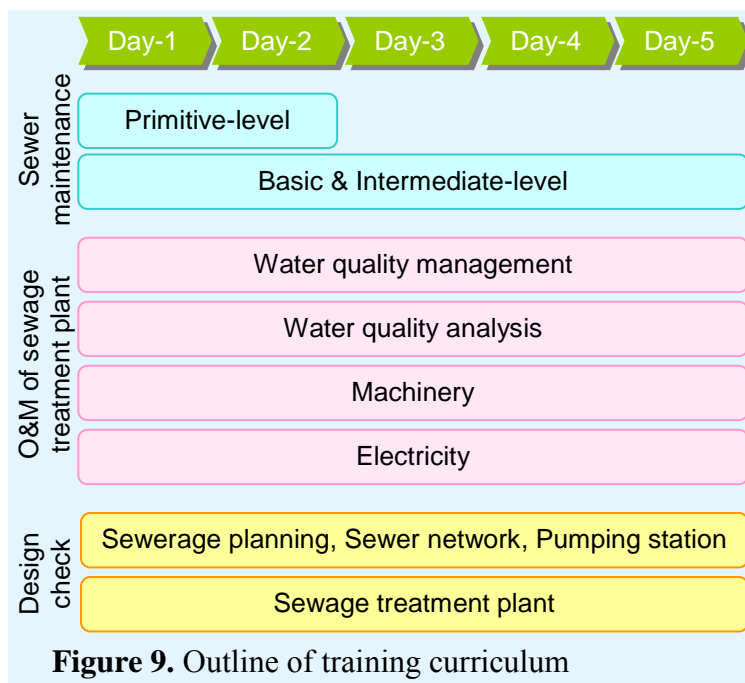 Day-1 Day-2 Day-3 Day-4 Day-5
Sewer
maintenance
Primitive-level
Basic & Intermediate-level
O&M of sewage
treatment plant
Water quality management
Water quality analysis
Machinery
Electricity
Design
check
Sewerage planning, Sewer network, Pumping station
Sewage treatment plant
Figure 9. Outline of training curriculum